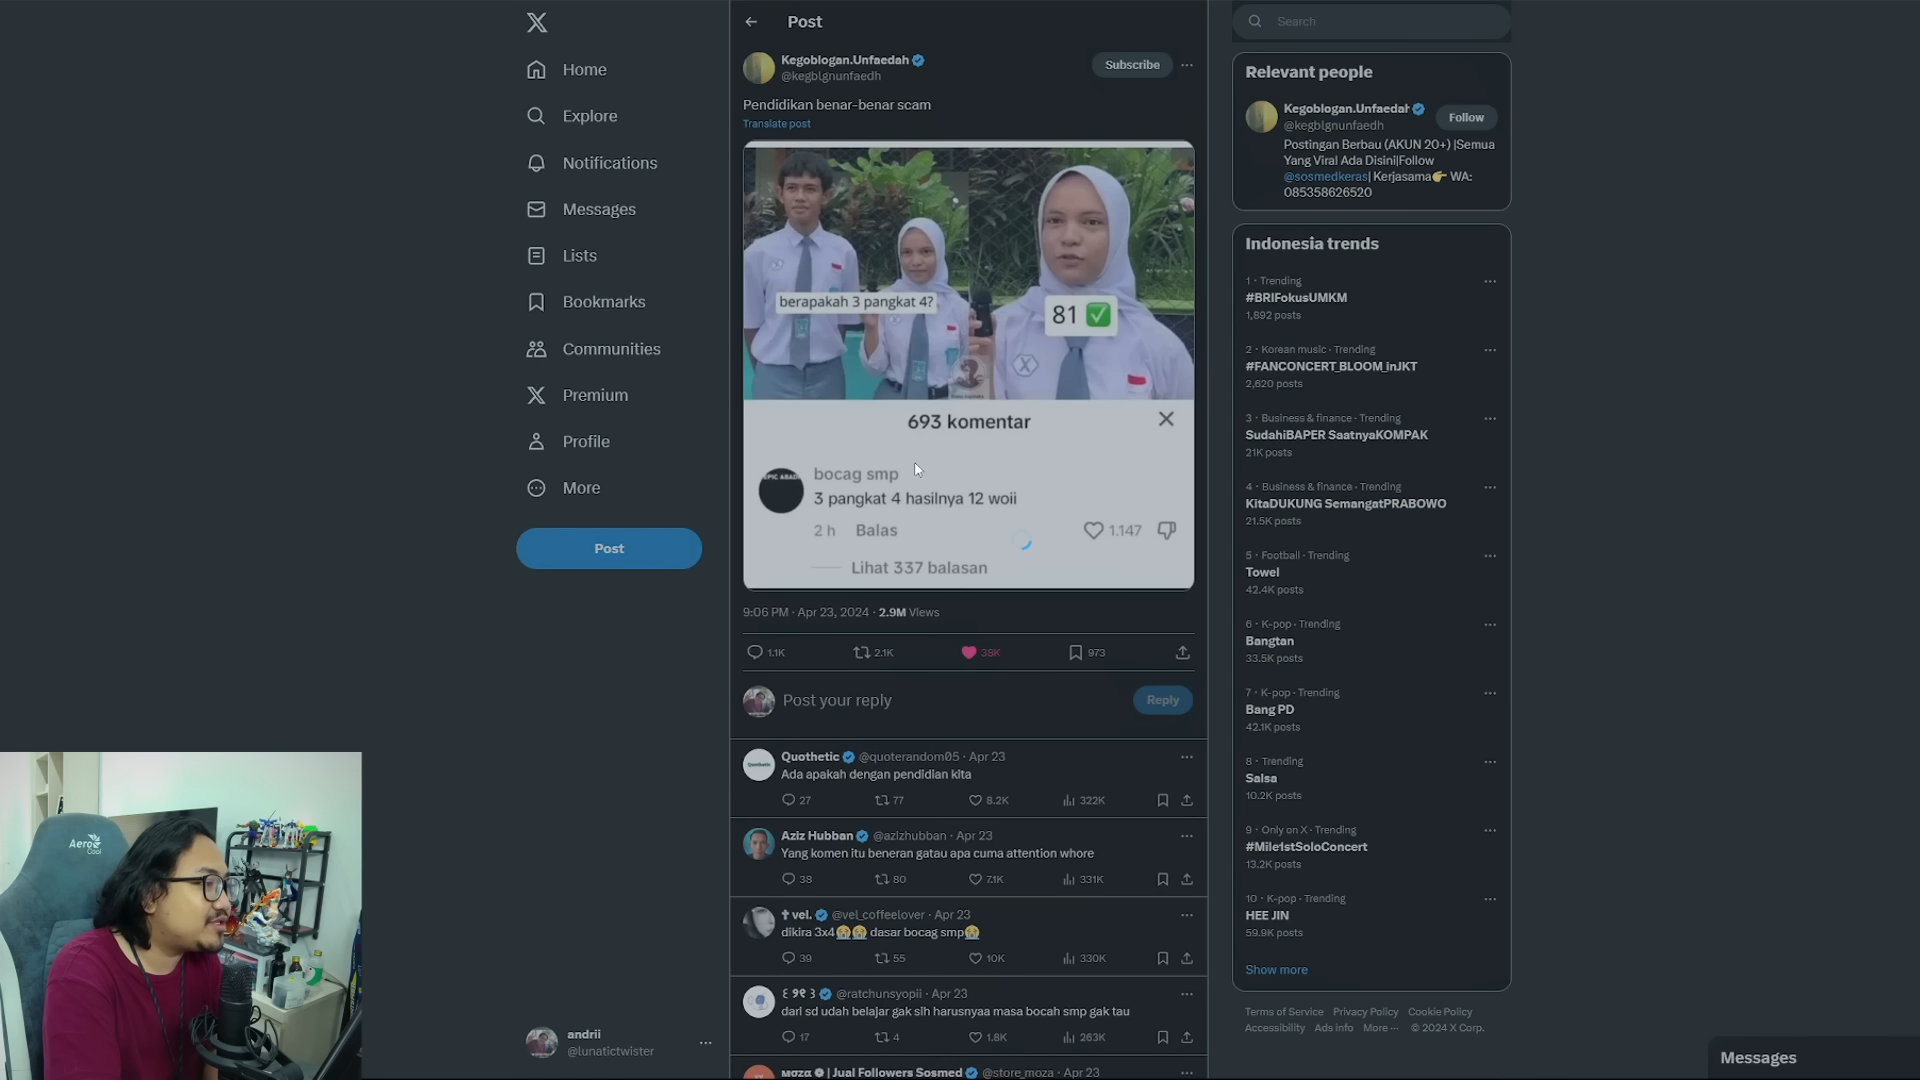 Home
Explore
Notifications
Messages
Lists
Bookmarks
Communities
Premium
Profile
More
Post
andrii
@lunatictwister
Post
Kegoblogan.Unfaedah
@kegblgnunfaedh
Subscribe
Pendidikan benar-benar scam
Translate post
berapakah 3 pangkat 4?
81 ✅
693 komentar
bocag smp
3 pangkat 4 hasilnya 12 woii
2 h Balas 1.147
Lihat 337 balasan
9:06 PM · Apr 23, 2024 · 2.9M Views
1.1K 2.1K 38K 973
Post your reply
Reply
Quothetic @quoterandom05 · Apr 23
Ada apakah dengan pendidian kita
27 77 8.2K 322K
Aziz Hubban @azizhubban · Apr 23
Yang komen itu beneran gatau apa cuma attention whore
38 80 7.1K 331K
✝ vel. @vel_coffeelover · Apr 23
dikira 3x4😭😭 dasar bocag smp😭
39 55 10K 330K
@ratchunsyopii · Apr 23
dari sd udah belajar gak sih harusnyaa masa bocah smp gak tau
17 4 1.8K 263K
мσzα | Jual Followers Sosmed @store_moza · Apr 23
Search
Relevant people
Kegoblogan.Unfaedah
@kegblgnunfaedh
Follow
Postingan Berbau (AKUN 20+) |Semua
Yang Viral Ada Disini|Follow
@sosmedkeras| Kerjasama👉 WA:
085358626520
Indonesia trends
1 · Trending
#BRIFokusUMKM
1,892 posts
2 · Korean music · Trending
#FANCONCERT_BLOOM_inJKT
2,620 posts
3 · Business & finance · Trending
SudahiBAPER SaatnyaKOMPAK
21K posts
4 · Business & finance · Trending
KitaDUKUNG SemangatPRABOWO
21.5K posts
5 · Football · Trending
Towel
42.4K posts
6 · K-pop · Trending
Bangtan
33.5K posts
7 · K-pop · Trending
Bang PD
42.1K posts
8 · Trending
Salsa
10.2K posts
9 · Only on X · Trending
#Mile1stSoloConcert
13.2K posts
10 · K-pop · Trending
HEE JIN
59.9K posts
Show more
Terms of Service Privacy Policy Cookie Policy
Accessibility Ads info More ··· © 2024 X Corp.
Messages
Aero
Cool